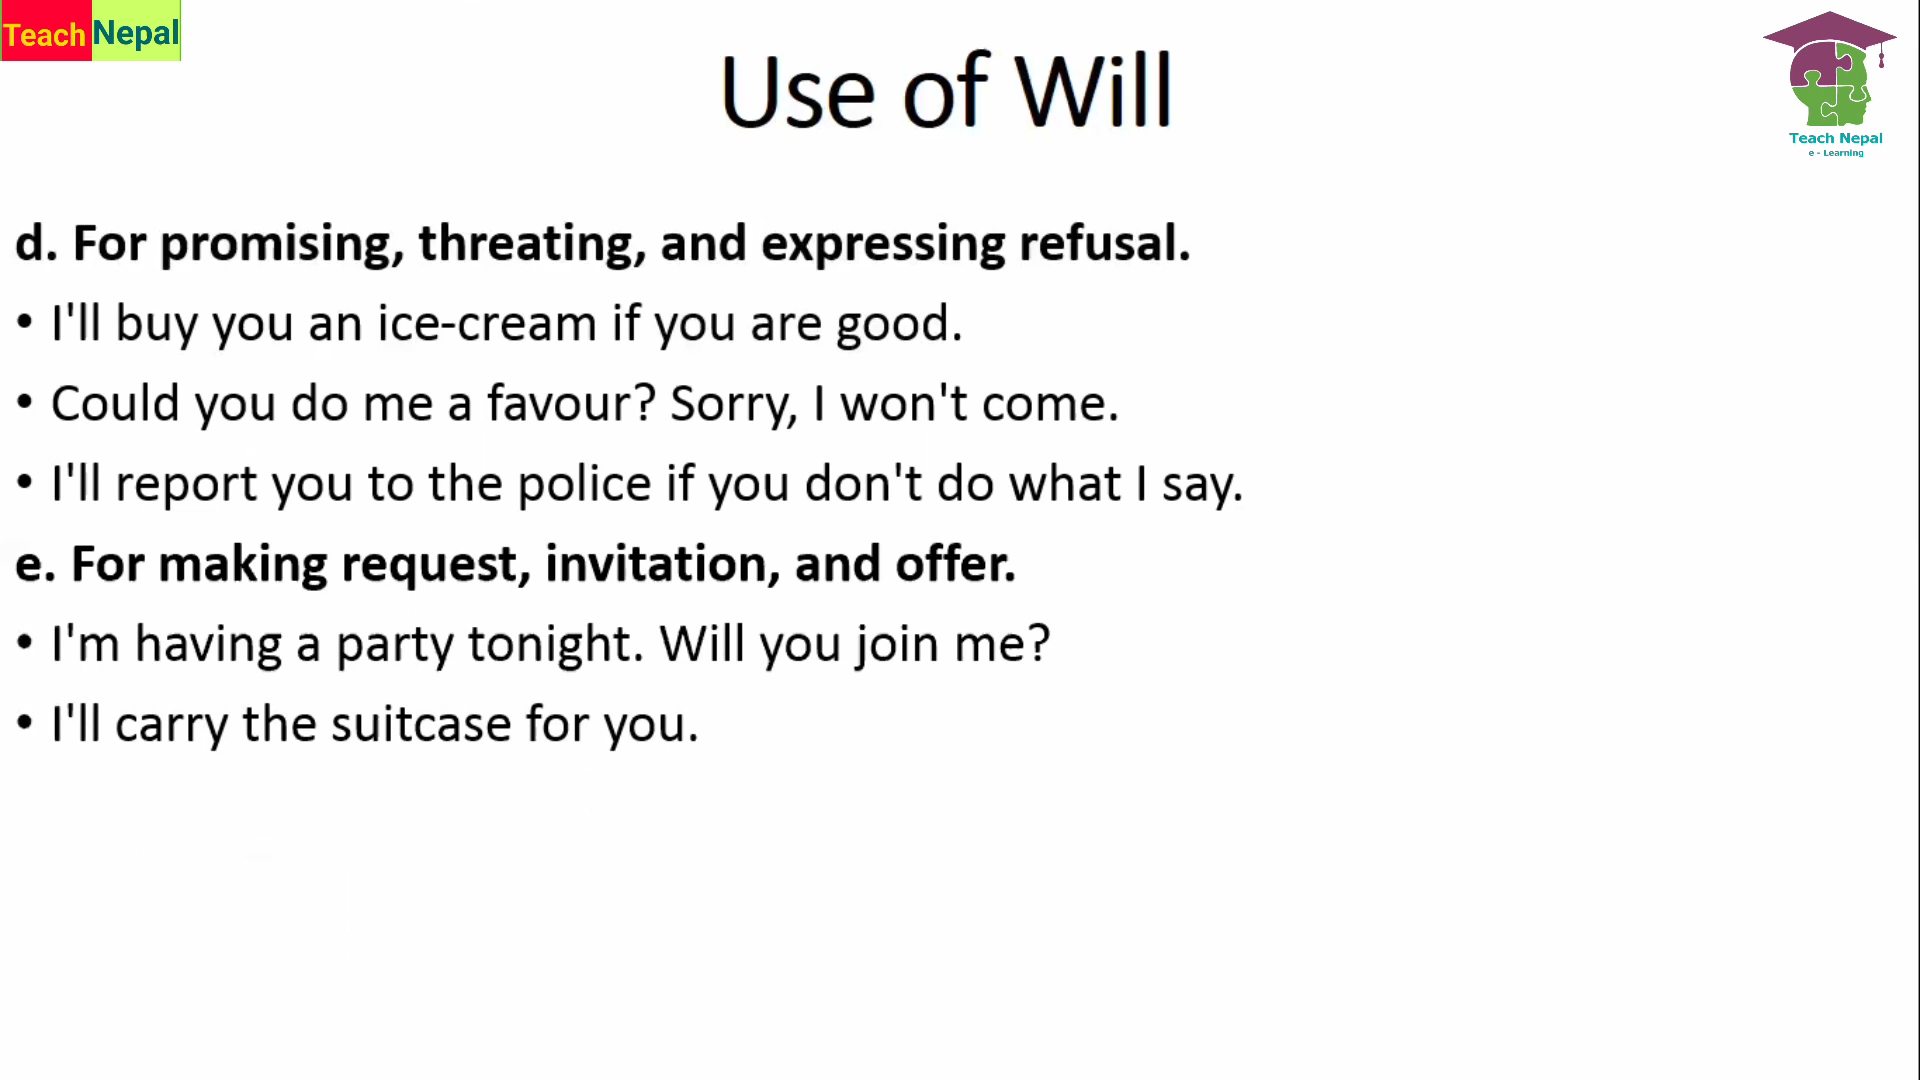 Teach Nepal
Use of Will
Teach Nepal
e - Learning
d. For promising, threating, and expressing refusal.
• I'll buy you an ice-cream if you are good.
• Could you do me a favour? Sorry, I won't come.
• I'll report you to the police if you don't do what I say.
e. For making request, invitation, and offer.
• I'm having a party tonight. Will you join me?
• I'll carry the suitcase for you.